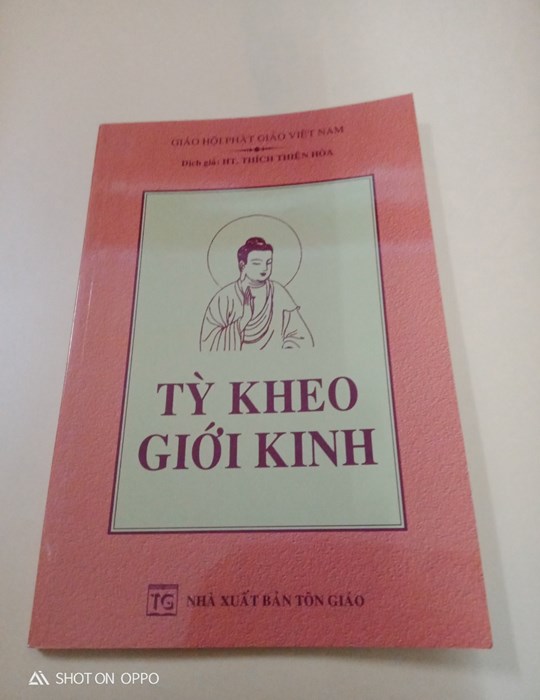 GIÁO HỘI PHẬT GIÁO VIỆT NAM
Dịch giả: HT. THÍCH THIỆN HÒA
TỲ KHEO
GIỚI KINH
TG NHÀ XUẤT BẢN TÔN GIÁO
SHOT ON OPPO